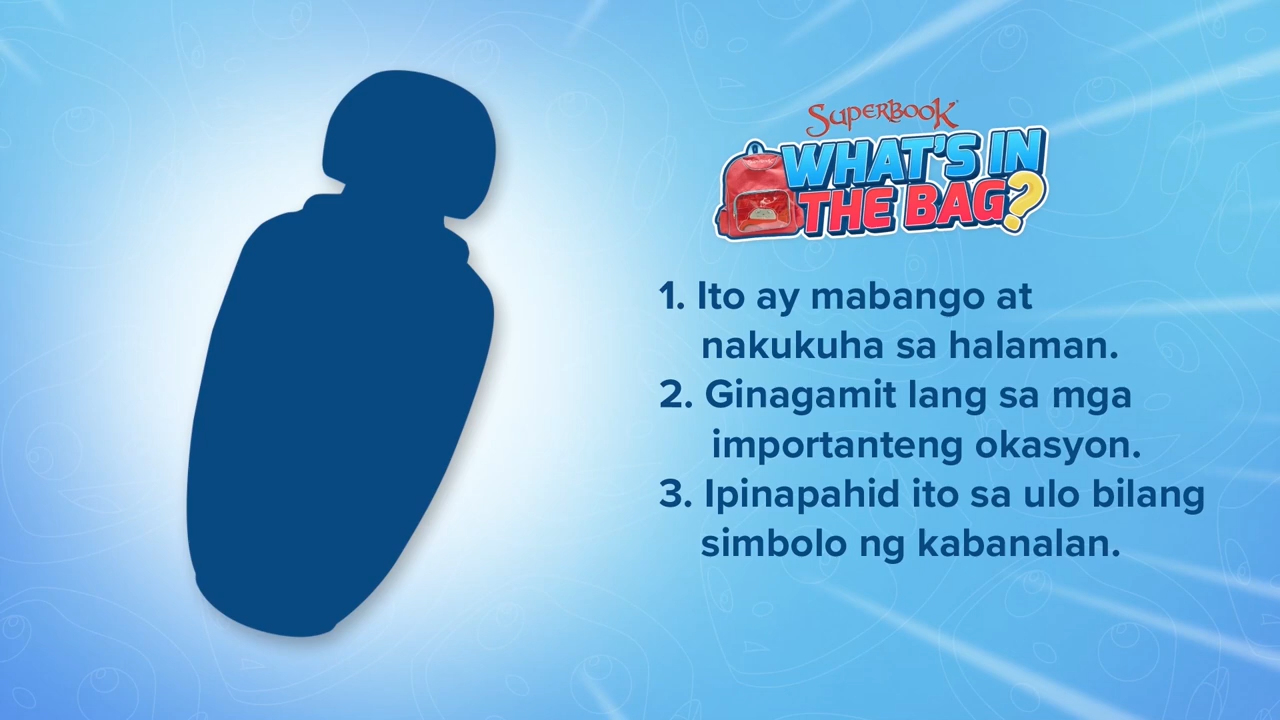 SUPERBOOK
WHAT'S IN
THE BAG?
1. Ito ay mabango at
nakukuha sa halaman.
2. Ginagamit lang sa mga
importanteng okasyon.
3. Ipinapahid ito sa ulo bilang
simbolo ng kabanalan.